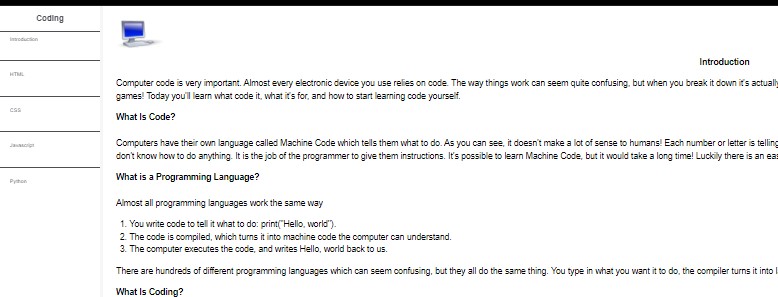 Coding
Introduction
HTML
CSS
Javascript
Python
Introduction
Computer code is very important. Almost every electronic device you use relies on code. The way things work can seem quite confusing, but when you break it down it's actually
games! Today you'll learn what code it, what it's for, and how to start learning code yourself.
What Is Code?
Computers have their own language called Machine Code which tells them what to do. As you can see, it doesn't make a lot of sense to humans! Each number or letter is telling
don't know how to do anything. It is the job of the programmer to give them instructions. It's possible to learn Machine Code, but it would take a long time! Luckily there is an
What is a Programming Language?
Almost all programming languages work the same way
1. You write code to tell it what to do: print("Hello, world").
2. The code is compiled, which turns it into machine code the computer can understand.
3. The computer executes the code, and writes Hello, world back to us.
There are hundreds of different programming languages which can seem confusing, but they all do the same thing. You type in what you want it to do, the compiler turns it into
What Is Coding?